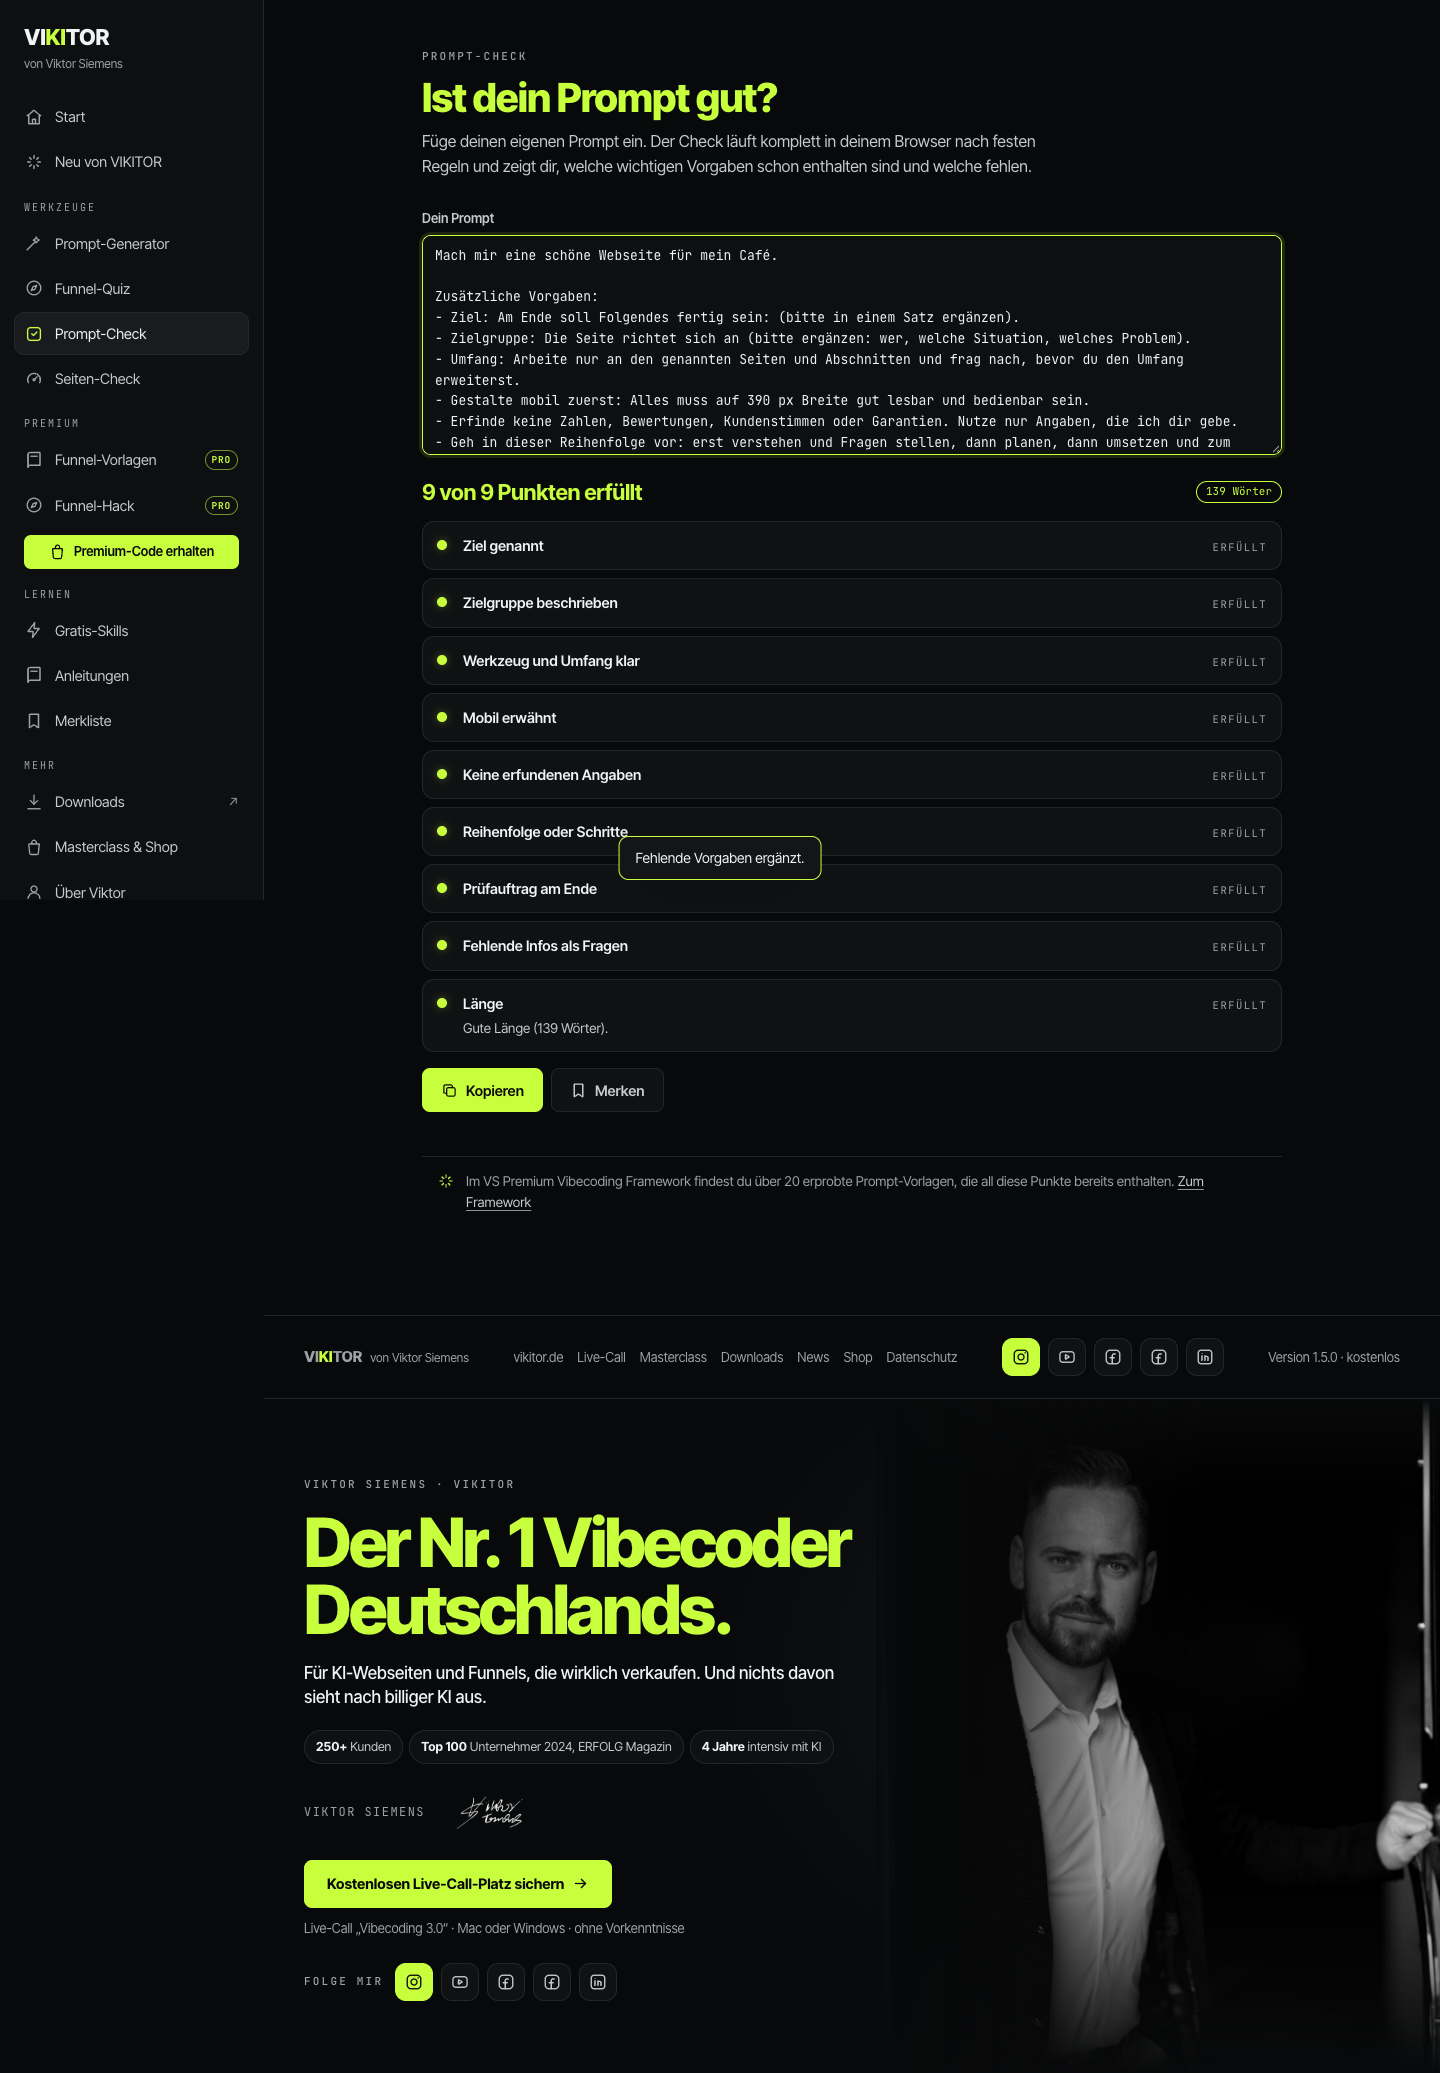 VIKITOR
von Viktor Siemens
Start
Neu von VIKITOR
WERKZEUGE
Prompt-Generator
Funnel-Quiz
Prompt-Check
Seiten-Check
PREMIUM
Funnel-Vorlagen PRO
Funnel-Hack PRO
Premium-Code erhalten
LERNEN
Gratis-Skills
Anleitungen
Merkliste
MEHR
Downloads
Masterclass & Shop
Über Viktor
PROMPT-CHECK
Ist dein Prompt gut?
Füge deinen eigenen Prompt ein. Der Check läuft komplett in deinem Browser nach festen
Regeln und zeigt dir, welche wichtigen Vorgaben schon enthalten sind und welche fehlen.
Dein Prompt
Mach mir eine schöne Webseite für mein Café.
Zusätzliche Vorgaben:
- Ziel: Am Ende soll Folgendes fertig sein: (bitte in einem Satz ergänzen).
- Zielgruppe: Die Seite richtet sich an (bitte ergänzen: wer, welche Situation, welches Problem).
- Umfang: Arbeite nur an den genannten Seiten und Abschnitten und frag nach, bevor du den Umfang
erweiterst.
- Gestalte mobil zuerst: Alles muss auf 390 px Breite gut lesbar und bedienbar sein.
- Erfinde keine Zahlen, Bewertungen, Kundenstimmen oder Garantien. Nutze nur Angaben, die ich dir gebe.
- Geh in dieser Reihenfolge vor: erst verstehen und Fragen stellen, dann planen, dann umsetzen und zum
9 von 9 Punkten erfüllt 139 Wörter
Ziel genannt ERFÜLLT
Zielgruppe beschrieben ERFÜLLT
Werkzeug und Umfang klar ERFÜLLT
Mobil erwähnt ERFÜLLT
Keine erfundenen Angaben ERFÜLLT
Reihenfolge oder Schritte ERFÜLLT
Fehlende Vorgaben ergänzt.
Prüfauftrag am Ende ERFÜLLT
Fehlende Infos als Fragen ERFÜLLT
Länge ERFÜLLT
Gute Länge (139 Wörter).
Kopieren Merken
Im VS Premium Vibecoding Framework findest du über 20 erprobte Prompt-Vorlagen, die all diese Punkte bereits enthalten. Zum
Framework
VIKITOR von Viktor Siemens vikitor.de Live-Call Masterclass Downloads News Shop Datenschutz Version 1.5.0 · kostenlos
VIKTOR SIEMENS · VIKITOR
Der Nr. 1 Vibecoder
Deutschlands.
Für KI-Webseiten und Funnels, die wirklich verkaufen. Und nichts davon
sieht nach billiger KI aus.
250+ Kunden Top 100 Unternehmer 2024, ERFOLG Magazin 4 Jahre intensiv mit KI
VIKTOR SIEMENS
Kostenlosen Live-Call-Platz sichern →
Live-Call „Vibecoding 3.0“ · Mac oder Windows · ohne Vorkenntnisse
FOLGE MIR